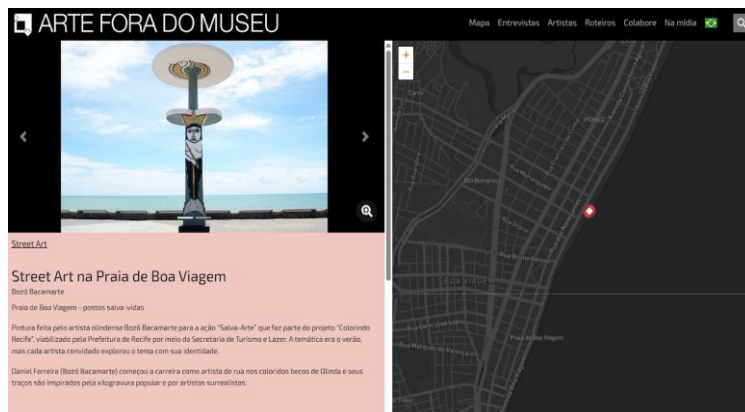 ARTE FORA DO MUSEU
Mapa Entrevistas Artistas Roteiros Colabore Na mídia
Street Art
Street Art na Praia de Boa Viagem
Bozó Bacamarte
Praia de Boa Viagem - postos salva-vidas
Pintura feita pelo artista olindense Bozó Bacamarte para a ação "Salva-Arte" que faz parte do projeto "Colorindo
Recife", viabilizado pela Prefeitura de Recife por meio da Secretaria de Turismo e Lazer. A temática era o verão,
mas cada artista convidado explorou o tema com sua identidade.
Daniel Ferreira (Bozó Bacamarte) começou a carreira como artista de rua nos coloridos becos de Olinda e seus
traços são inspirados pela xilogravura popular e por artistas surrealistas.
+
−
BOA VIAGEM
Praia de Boa Viagem